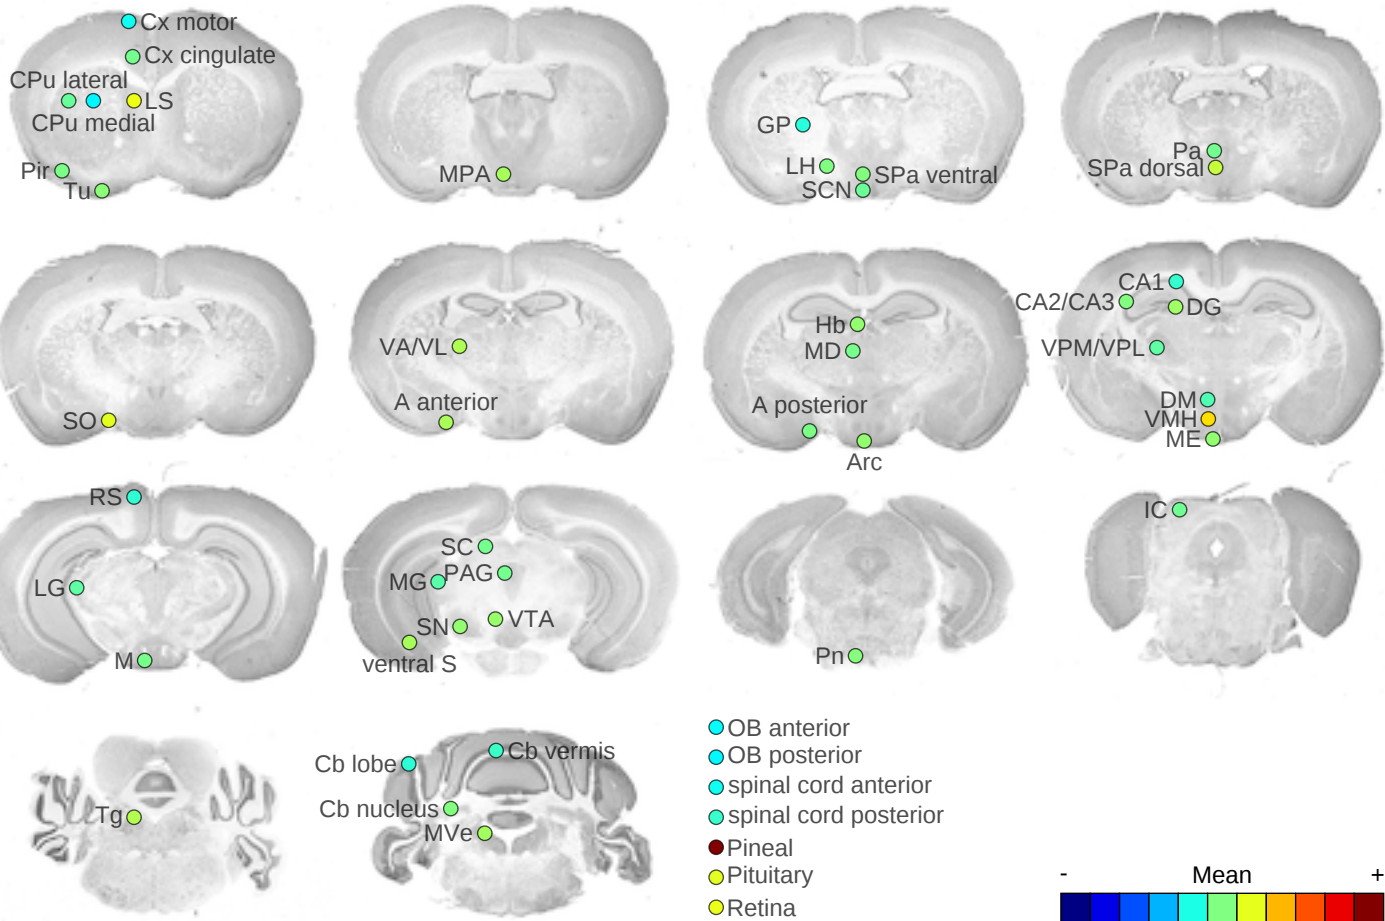 Cx motor
Cx cingulate
CPu lateral
LS
CPu medial
Pir
Tu
MPA
GP
LH
SPa ventral
SCN
Pa
SPa dorsal
SO
VA/VL
A anterior
Hb
MD
A posterior
Arc
CA1
CA2/CA3
DG
VPM/VPL
DM
VMH
ME
RS
LG
M
SC
MG
PAG
SN
VTA
ventral S
Pn
IC
Tg
Cb lobe
Cb vermis
Cb nucleus
MVe
OB anterior
OB posterior
spinal cord anterior
spinal cord posterior
Pineal
Pituitary
Retina
- Mean +